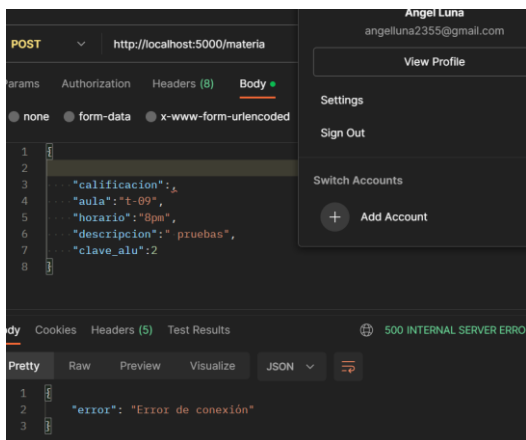 Angel Luna
angelluna2355@gmail.com
View Profile
Settings
Sign Out
Switch Accounts
+ Add Account
POST http://localhost:5000/materia
Params Authorization Headers (8) Body
none form-data x-www-form-urlencoded
1 {
2
3 "calificacion":,
4 "aula":"t-09",
5 "horario":"8pm",
6 "descripcion":" pruebas",
7 "clave_alu":2
8 }
ody Cookies Headers (5) Test Results 500 INTERNAL SERVER ERRO
Pretty Raw Preview Visualize JSON
1 {
2 "error": "Error de conexión"
3 }